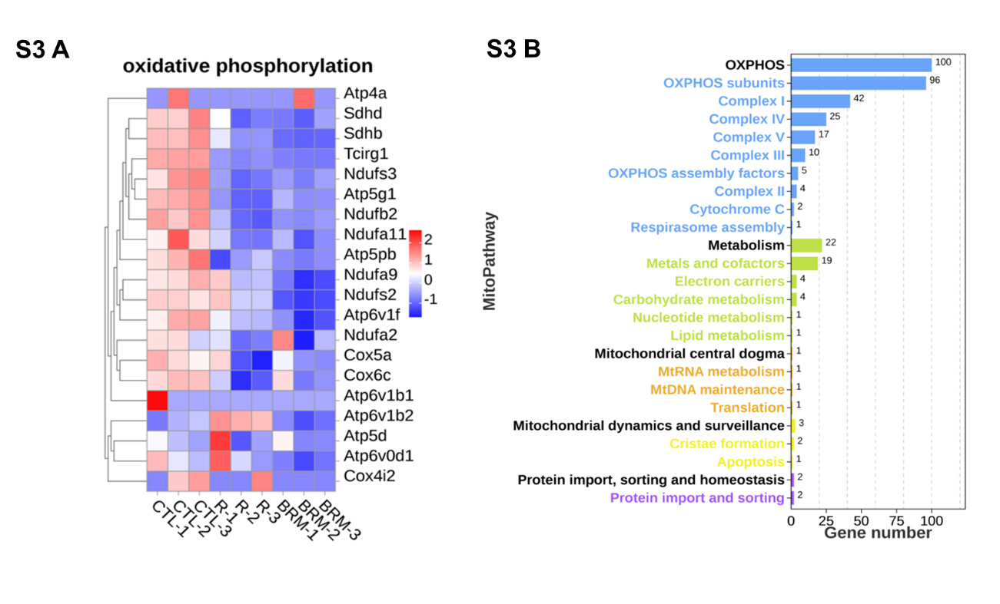 S3 A
oxidative phosphorylation
Atp4a
Sdhd
Sdhb
Tcirg1
Ndufs3
Atp5g1
Ndufb2
Ndufa11
Atp5pb
Ndufa9
Ndufs2
Atp6v1f
Ndufa2
Cox5a
Cox6c
Atp6v1b1
Atp6v1b2
Atp5d
Atp6v0d1
Cox4i2
2
1
0
-1
CTL-1
CTL-2
CTL-3
R-1
R-2
R-3
BRM-1
BRM-2
BRM-3
S3 B
MitoPathway
OXPHOS 100
OXPHOS subunits 96
Complex I 42
Complex IV 25
Complex V 17
Complex III 10
OXPHOS assembly factors 5
Complex II 4
Cytochrome C 2
Respirasome assembly 1
Metabolism 22
Metals and cofactors 19
Electron carriers 4
Carbohydrate metabolism 4
Nucleotide metabolism 1
Lipid metabolism 1
Mitochondrial central dogma 1
MtRNA metabolism 1
MtDNA maintenance 1
Translation 1
Mitochondrial dynamics and surveillance 3
Cristae formation 2
Apoptosis 1
Protein import, sorting and homeostasis 2
Protein import and sorting 2
0 25 50 75 100
Gene number